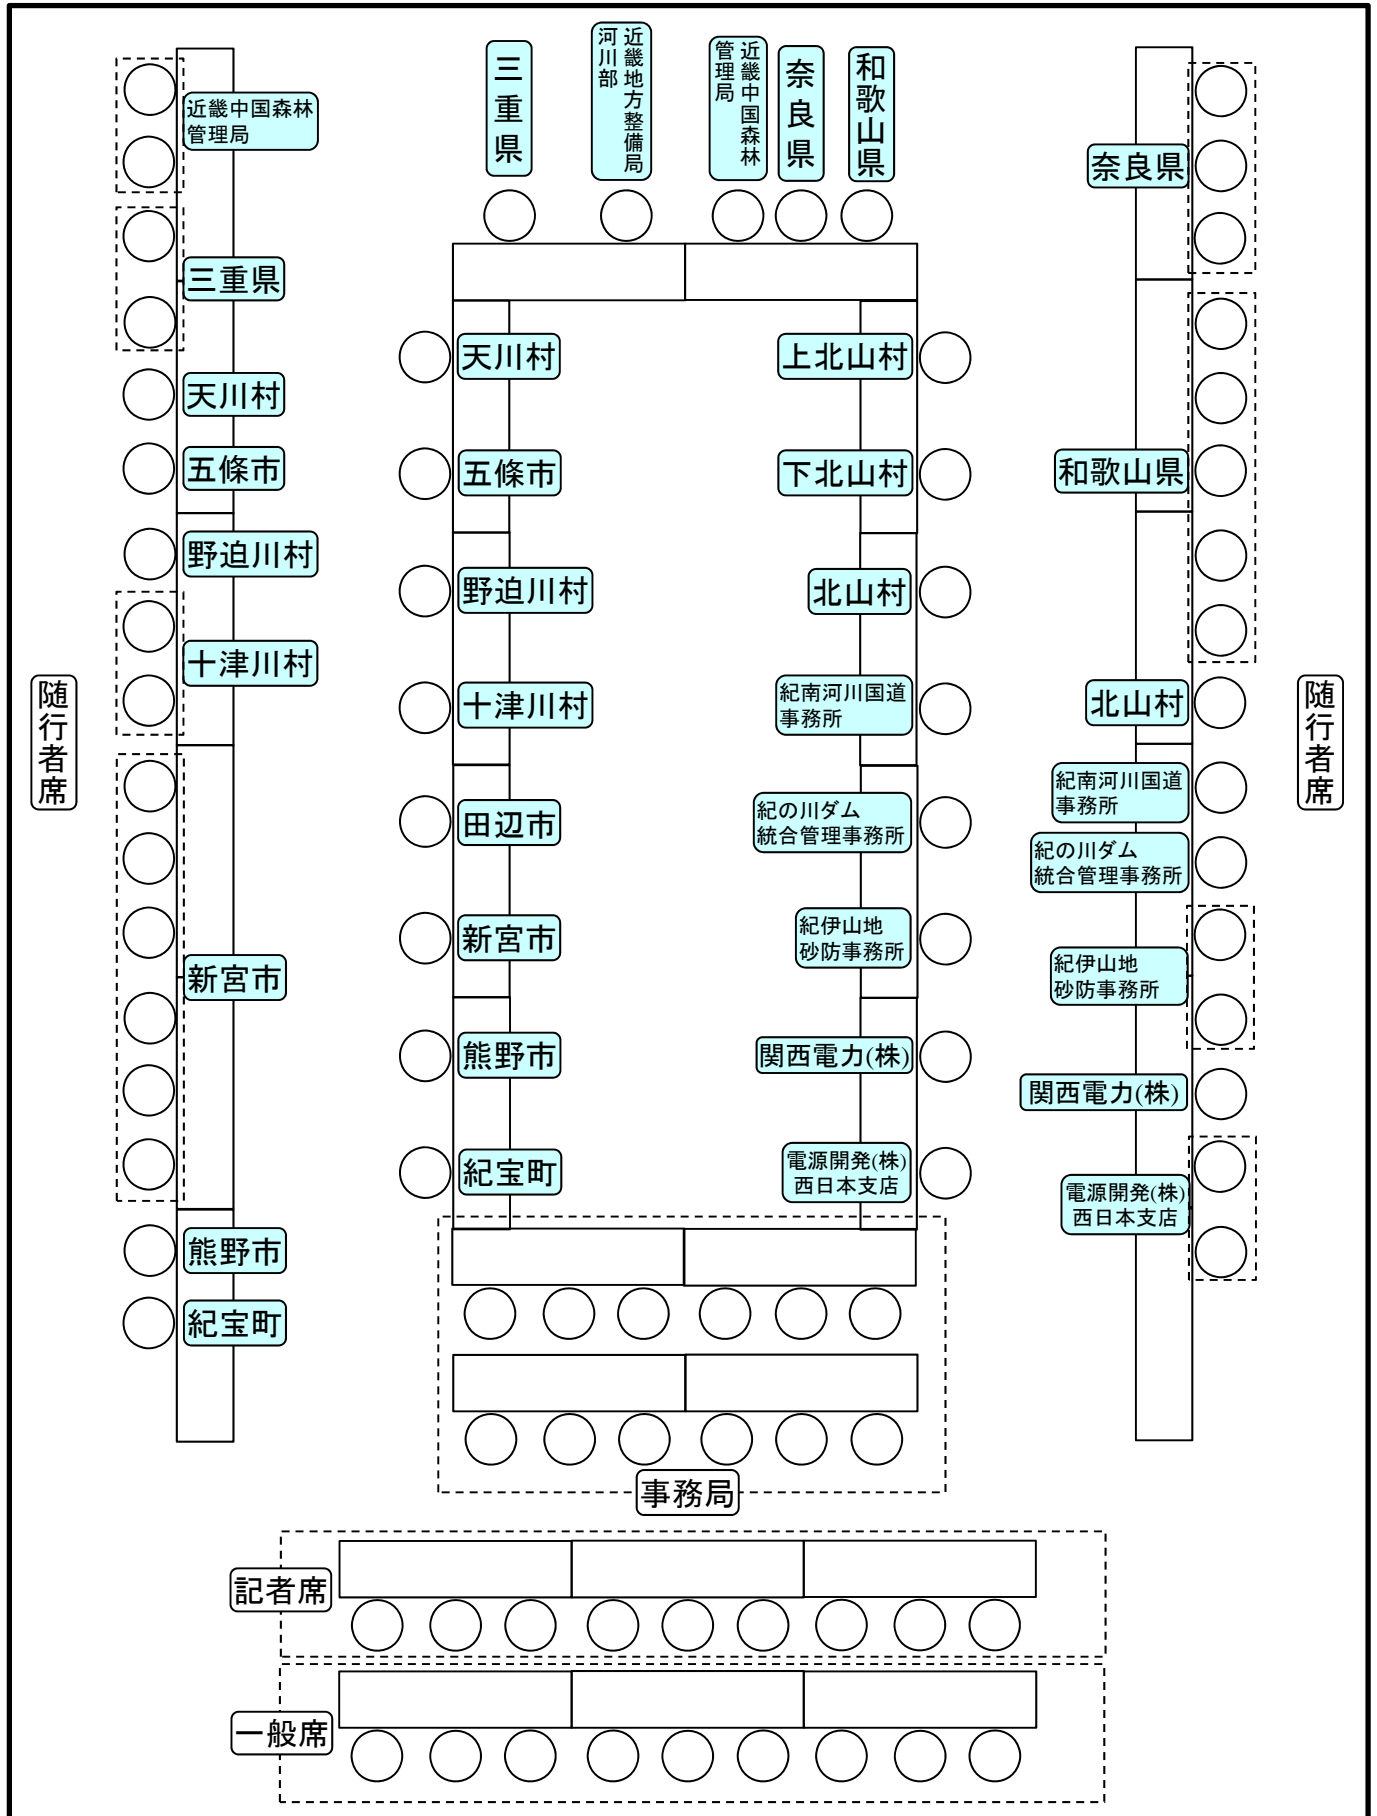 三重県
近畿地方整備局
河川部
近畿中国森林
管理局
奈良県
和歌山県
近畿中国森林
管理局
三重県
天川村
五條市
野迫川村
十津川村
新宮市
熊野市
紀宝町
随行者席
天川村
五條市
野迫川村
十津川村
田辺市
新宮市
熊野市
紀宝町
上北山村
下北山村
北山村
紀南河川国道
事務所
紀の川ダム
統合管理事務所
紀伊山地
砂防事務所
関西電力(株)
電源開発(株)
西日本支店
奈良県
和歌山県
北山村
紀南河川国道
事務所
紀の川ダム
統合管理事務所
紀伊山地
砂防事務所
関西電力(株)
電源開発(株)
西日本支店
随行者席
事務局
記者席
一般席